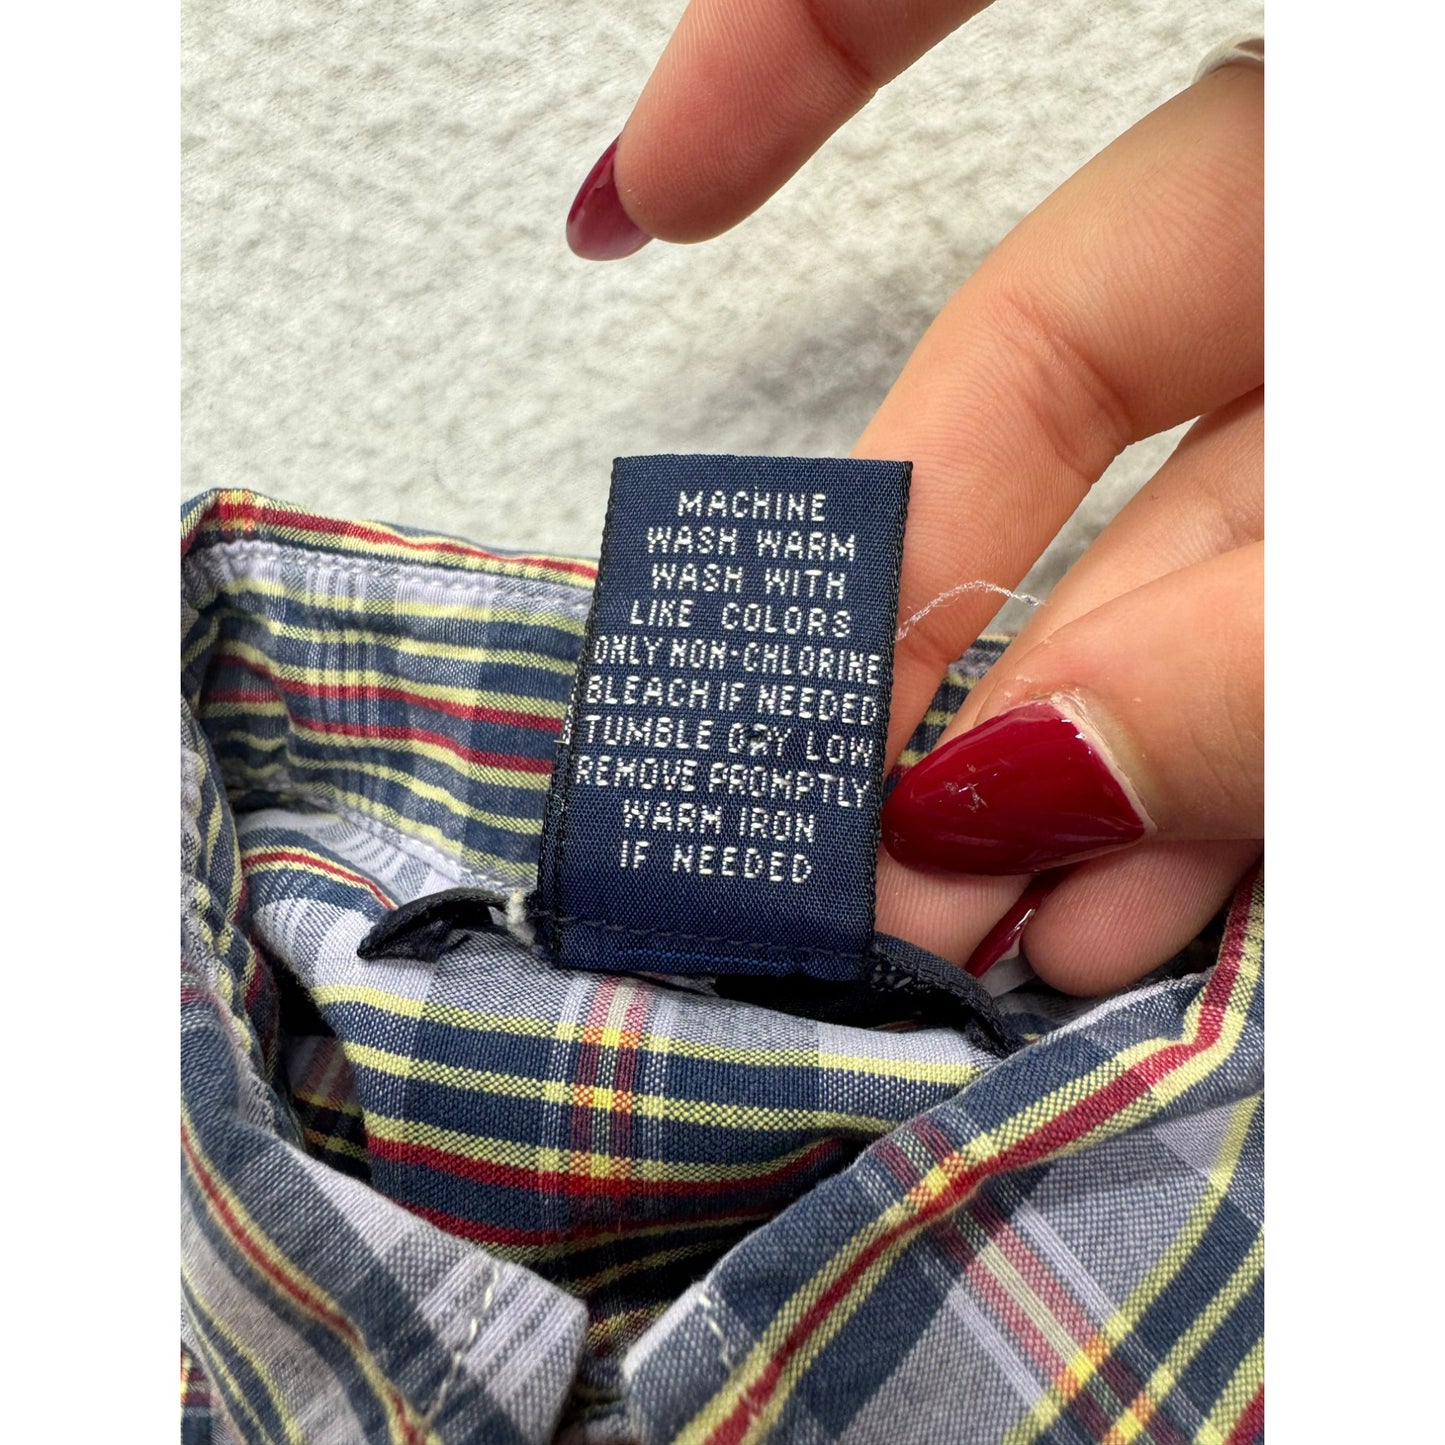 MACHINE
WASH WARM
WASH WITH
LIKE COLORS
ONLY NON-CHLORINE
BLEACH IF NEEDED
TUMBLE DRY LOW
REMOVE PROMPTLY
WARM IRON
IF NEEDED